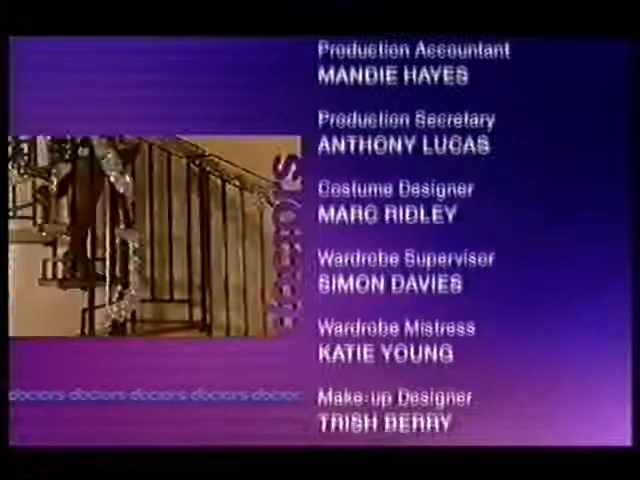 Production Accountant
MANDIE HAYES
Production Secretary
ANTHONY LUCAS
Costume Designer
MARC RIDLEY
Wardrobe Supervisor
SIMON DAVIES
Wardrobe Mistress
KATIE YOUNG
Make-up Designer
TRISH BERRY
doctors
doctors doctors doctors doctors doctor